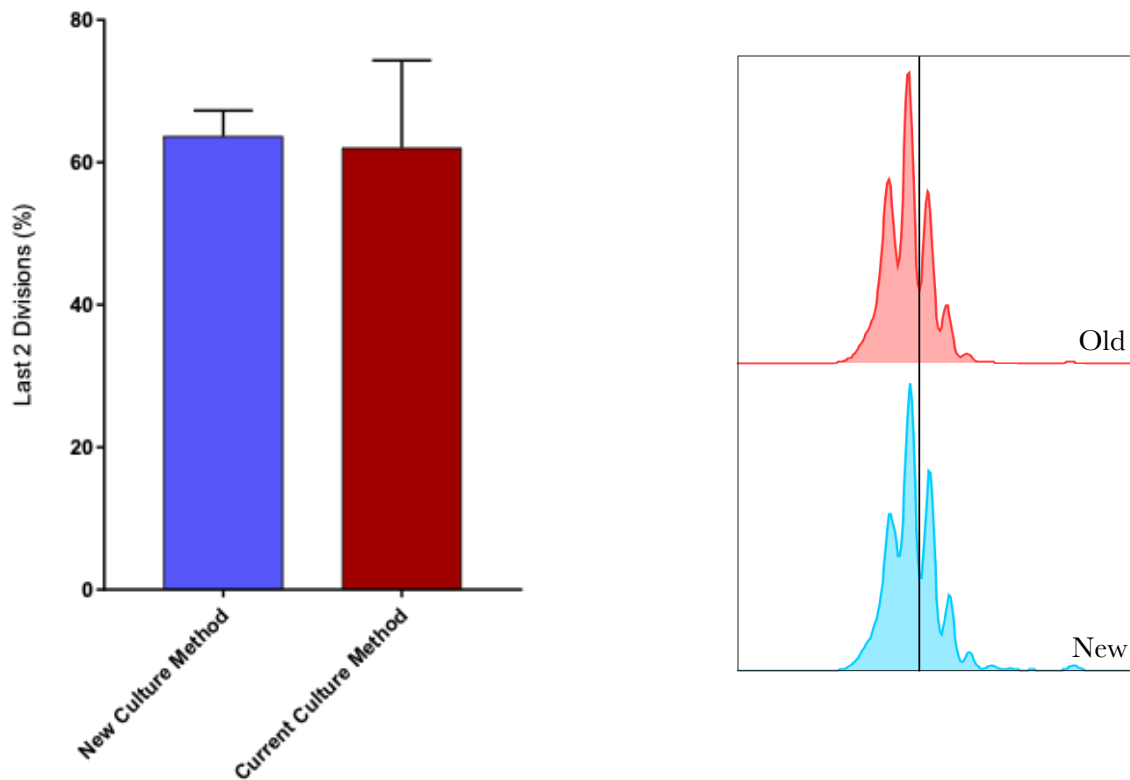 80
60
40
20
0
Last 2 Divisions (%)
New Culture Method
Current Culture Method
Old
New